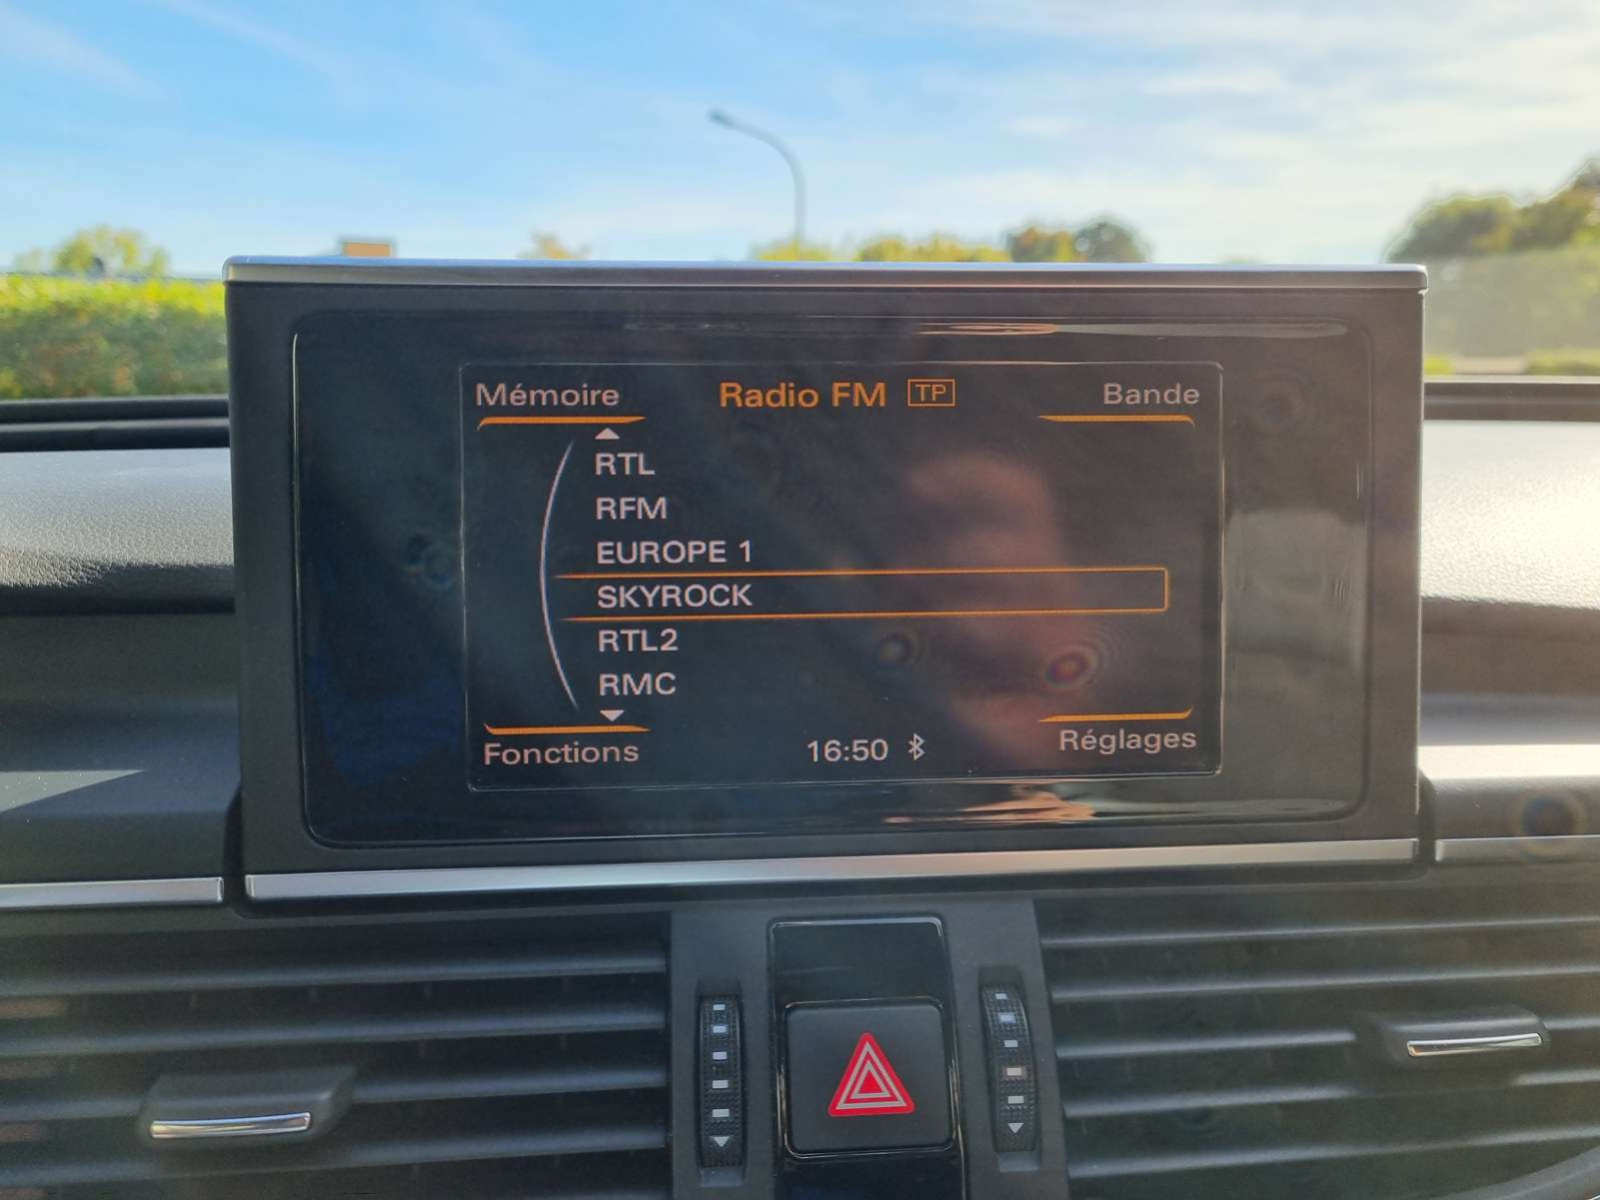 Mémoire Radio FM TP Bande
RTL
RFM
EUROPE 1
SKYROCK
RTL2
RMC
Fonctions 16:50 Réglages